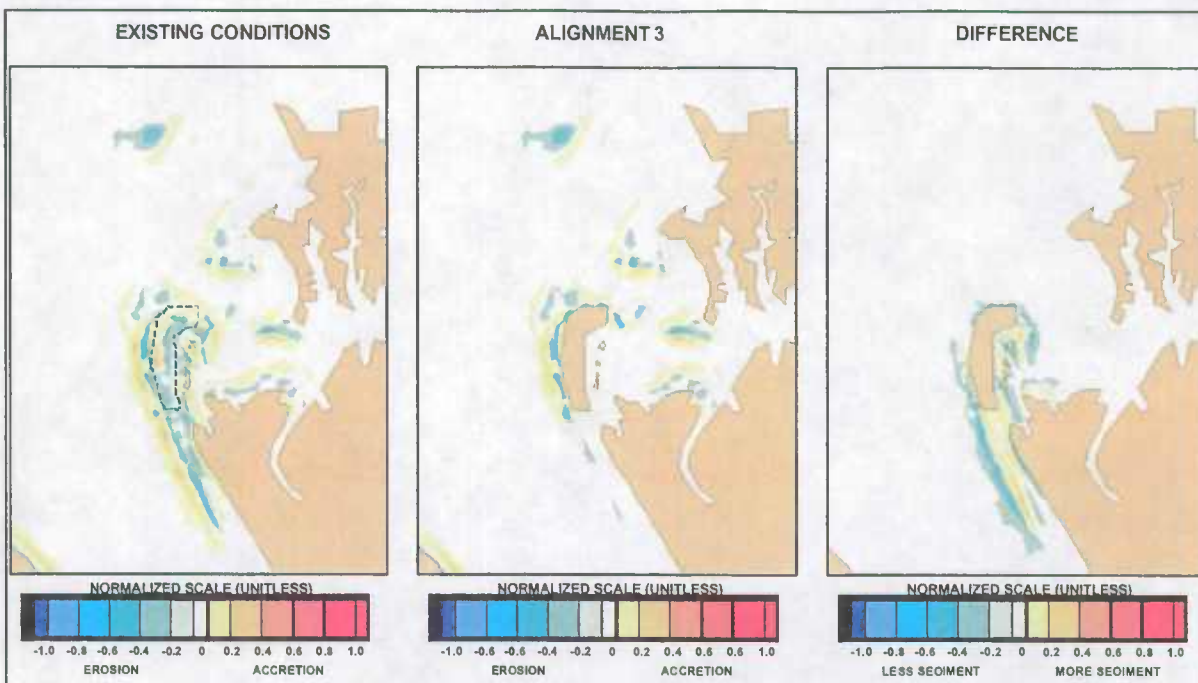 EXISTING CONDITIONS
ALIGNMENT 3
DIFFERENCE
NORMALIZED SCALE (UNITLESS)
-1.0 -0.8 -0.6 -0.4 -0.2 0 0.2 0.4 0.6 0.8 1.0
EROSION ACCRETION
NORMALIZED SCALE (UNITLESS)
-1.0 -0.8 -0.6 -0.4 -0.2 0 0.2 0.4 0.6 0.8 1.0
EROSION ACCRETION
NORMALIZED SCALE (UNITLESS)
-1.0 -0.8 -0.6 -0.4 -0.2 0 0.2 0.4 0.6 0.8 1.0
LESS SEOIMENT MORE SEOIMENT